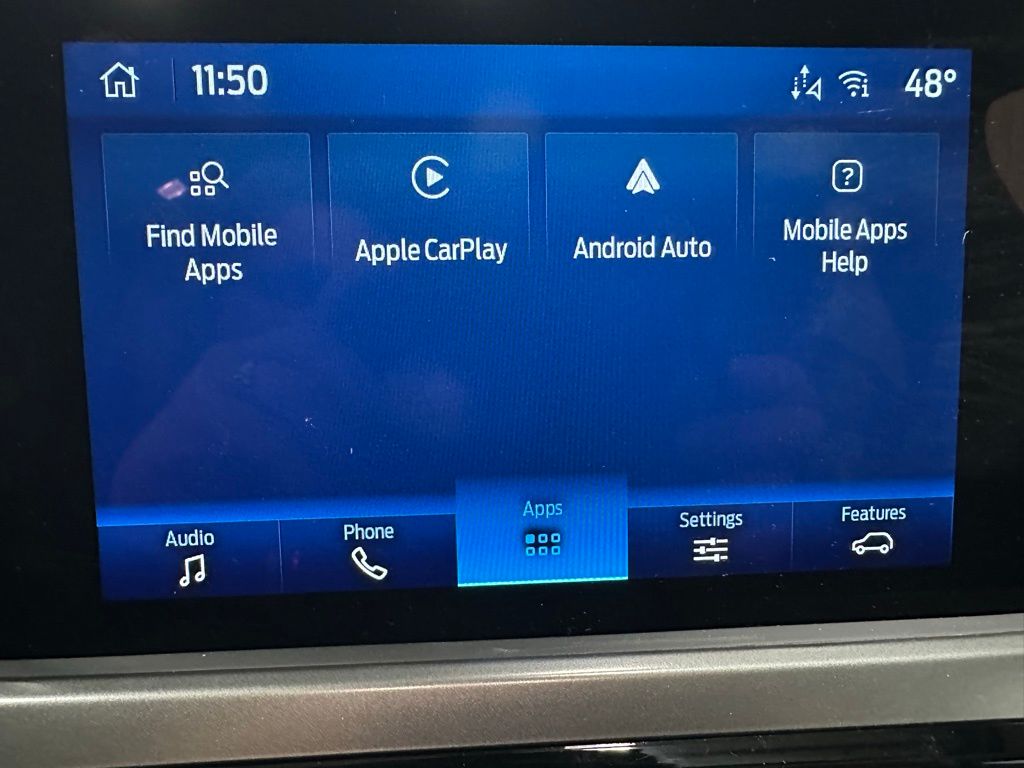 11:50
48°
Find Mobile
Apps
Apple CarPlay
Android Auto
Mobile Apps
Help
Audio
Phone
Apps
Settings
Features